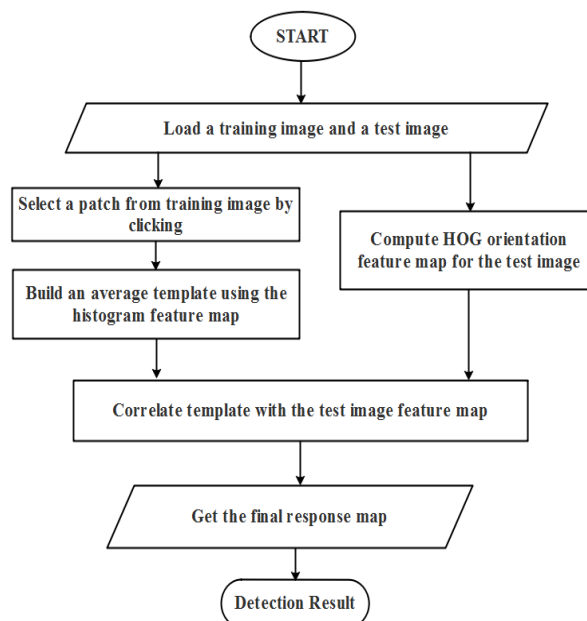 START
Load a training image and a test image
Select a patch from training image by
clicking
Compute HOG orientation
feature map for the test image
Build an average template using the
histogram feature map
Correlate template with the test image feature map
Get the final response map
Detection Result